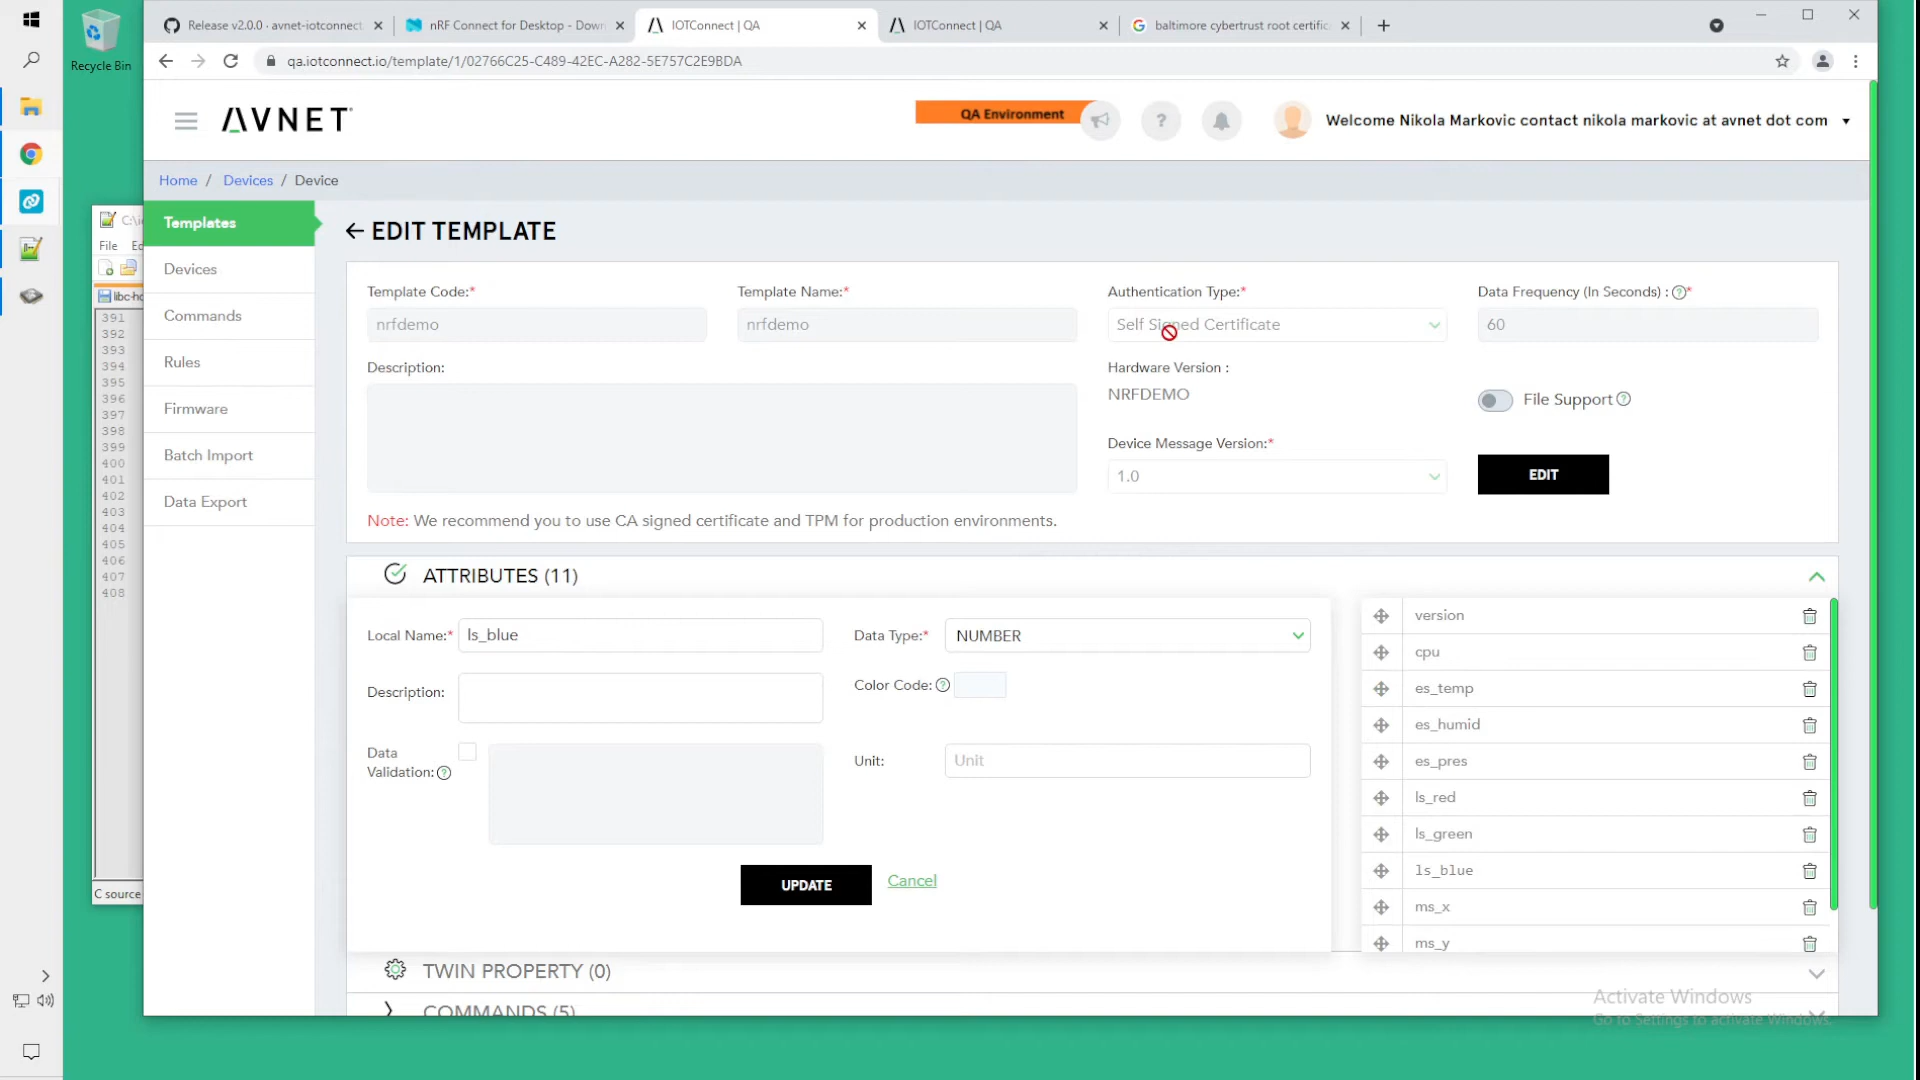 Recycle Bin
Release v2.0.0 · avnet-iotconnect
nRF Connect for Desktop - Down
IOTConnect | QA
IOTConnect | QA
baltimore cybertrust root certific
qa.iotconnect.io/template/1/02766C25-C489-42EC-A282-5E757C2E9BDA
AVNET
QA Environment
?
Welcome Nikola Markovic contact nikola markovic at avnet dot com
Home / Devices / Device
Templates
Devices
Commands
Rules
Firmware
Batch Import
Data Export
File
391
392
393
394
395
396
397
398
399
400
401
402
403
404
405
406
407
408
C source
EDIT TEMPLATE
Template Code:*
nrfdemo
Template Name:*
nrfdemo
Authentication Type:*
Self Signed Certificate
Data Frequency (In Seconds) : ?*
60
Description:
Hardware Version :
NRFDEMO
File Support ?
Device Message Version:*
1.0
EDIT
Note: We recommend you to use CA signed certificate and TPM for production environments.
ATTRIBUTES (11)
Local Name:* ls_blue
Data Type:* NUMBER
Description:
Color Code: ?
Data
Validation: ?
Unit: Unit
UPDATE
Cancel
version
cpu
es_temp
es_humid
es_pres
ls_red
ls_green
ls_blue
ms_x
ms_y
TWIN PROPERTY (0)
COMMANDS (5)
Activate Windows
Go to Settings to activate Windows.